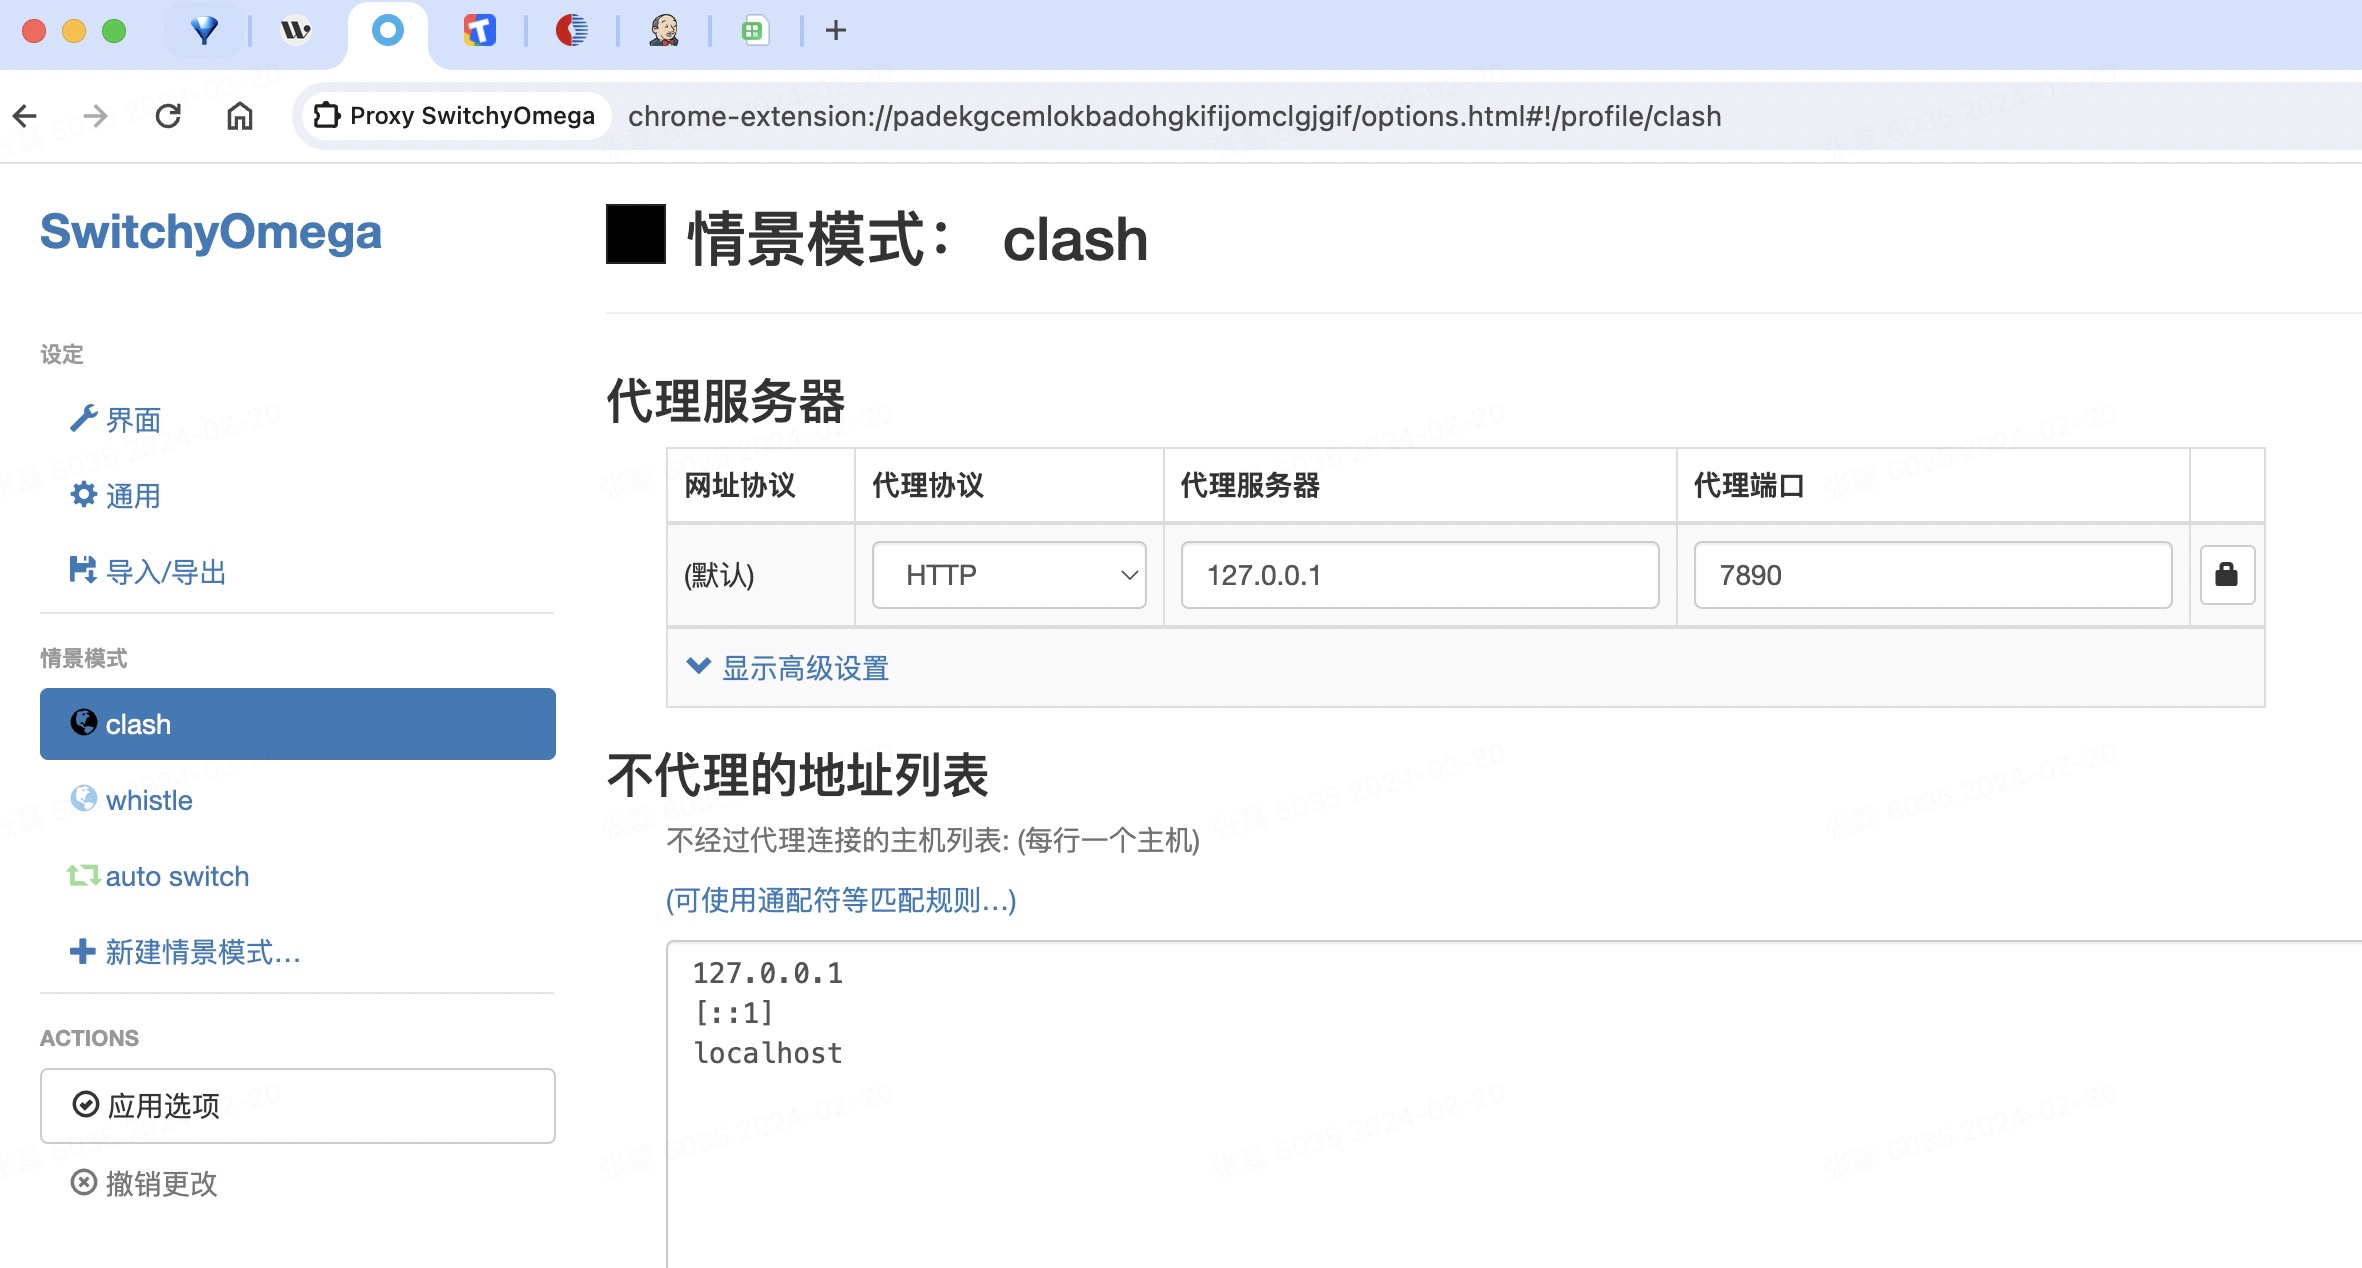 Proxy SwitchyOmega
chrome-extension://padekgcemlokbadohgkifijomclgjgif/options.html#!/profile/clash
SwitchyOmega
设定
界面
通用
导入/导出
情景模式
clash
whistle
auto switch
新建情景模式...
ACTIONS
应用选项
撤销更改
情景模式： clash
代理服务器
网址协议 代理协议 代理服务器 代理端口
(默认) HTTP 127.0.0.1 7890
显示高级设置
不代理的地址列表
不经过代理连接的主机列表: (每行一个主机)
(可使用通配符等匹配规则...)
127.0.0.1
[::1]
localhost
张磊 6035 2024-02-20